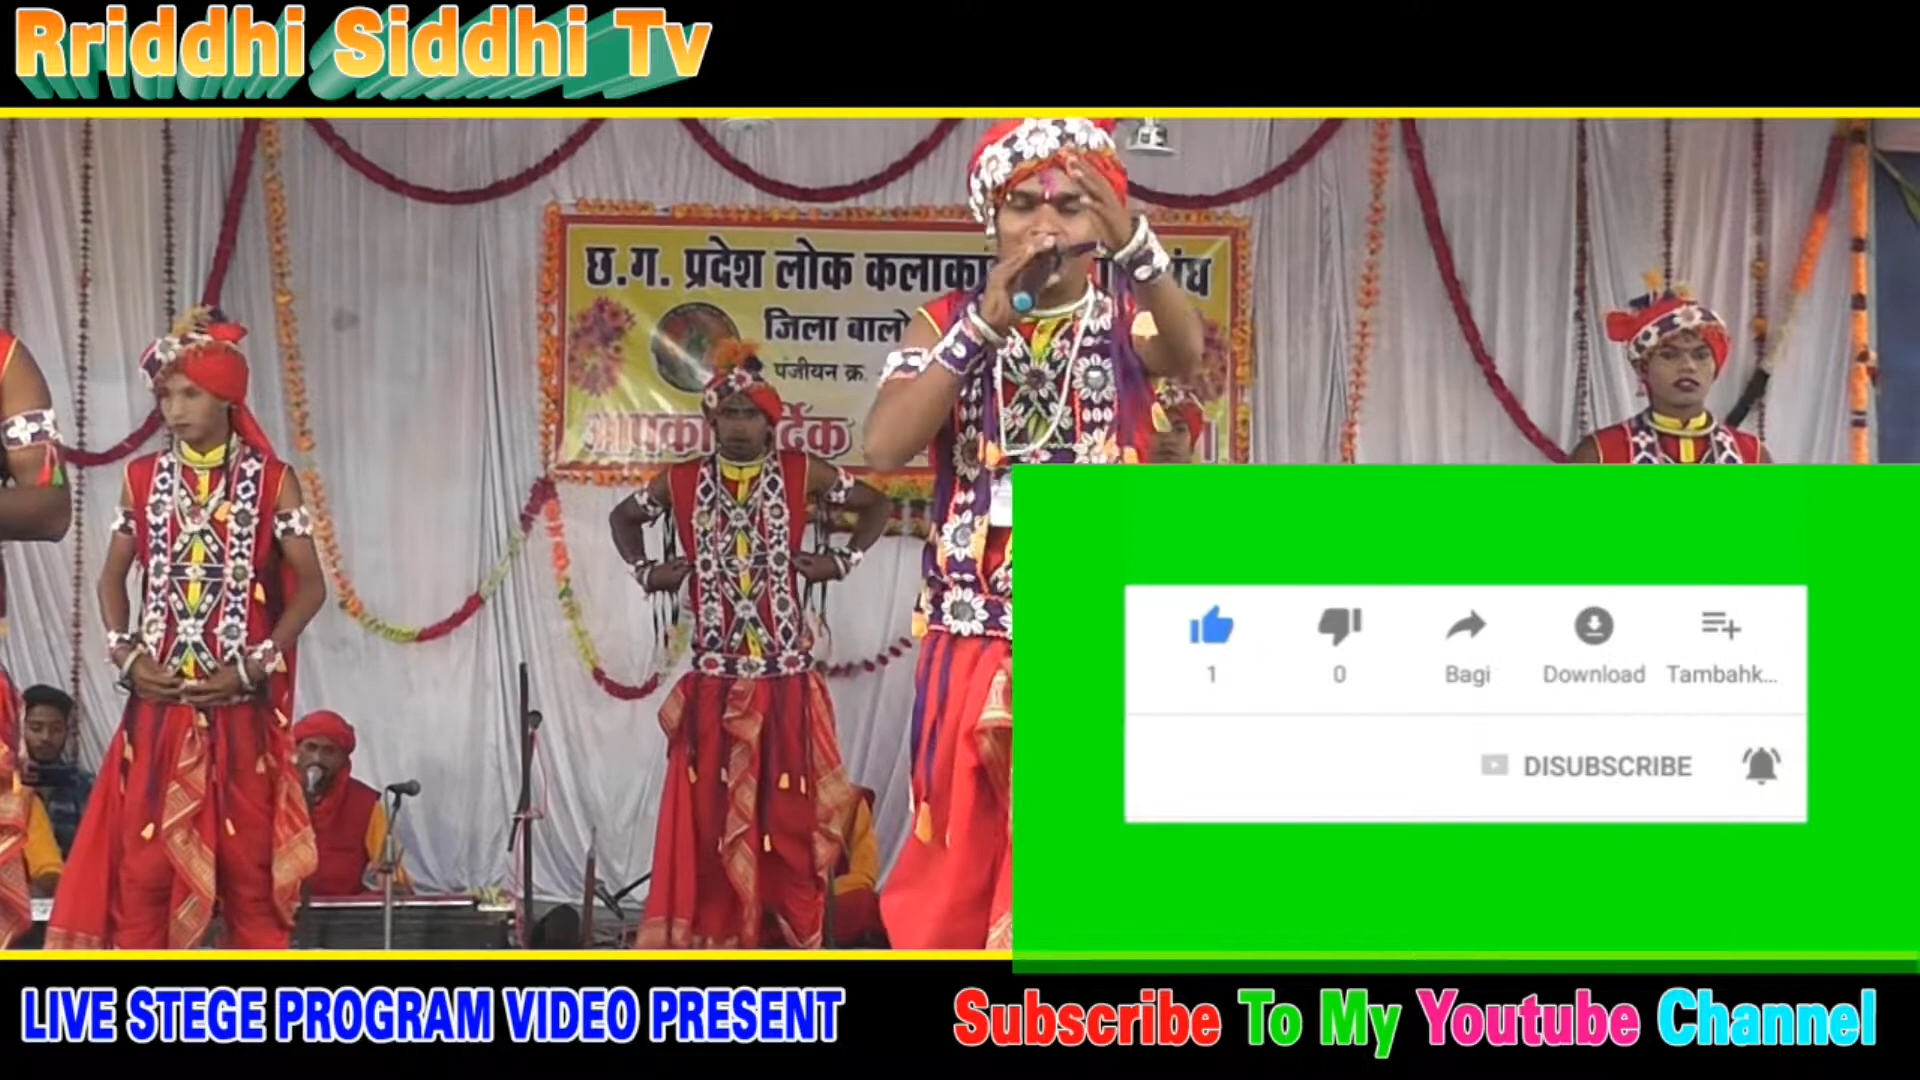 Rriddhi Siddhi Tv
छ.ग. प्रदेश लोक
जिला
पंजीयन क्र.
1
0
Bagi
Download
Tambahk...
DISUBSCRIBE
LIVE STEGE PROGRAM VIDEO PRESENT
Subscribe To My Youtube Channel